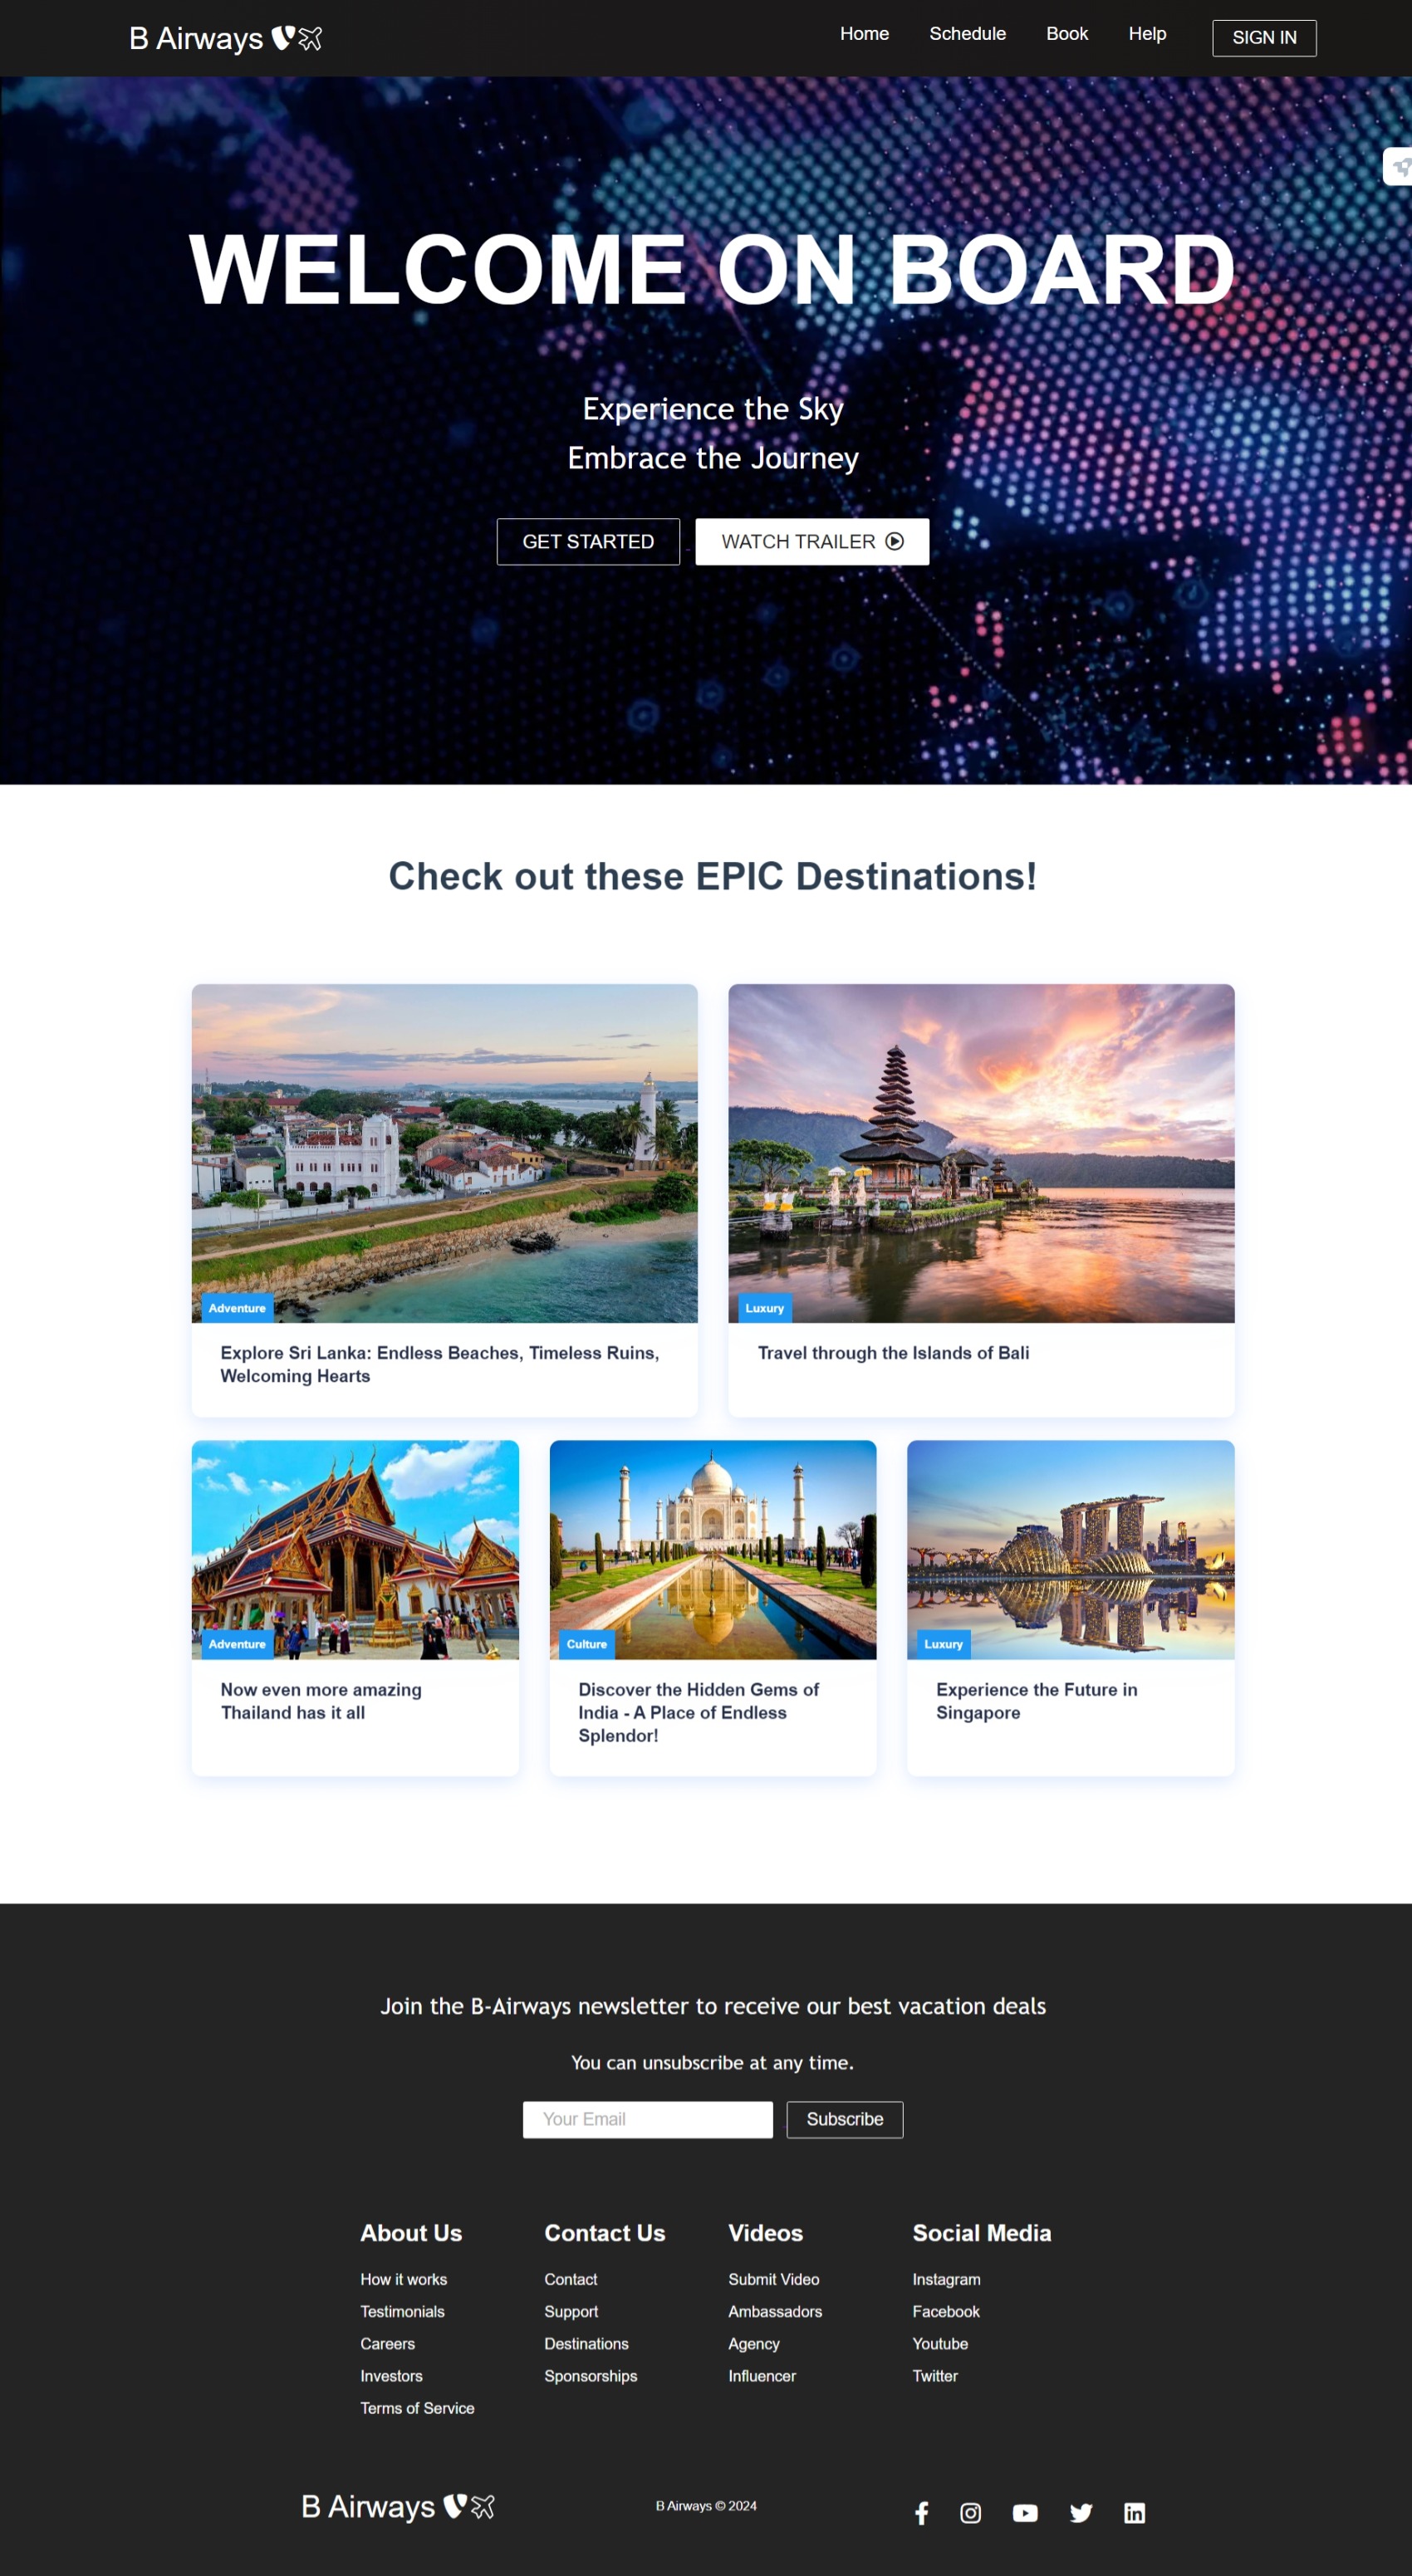 B Airways
Home
Schedule
Book
Help
SIGN IN
WELCOME ON BOARD
Experience the Sky
Embrace the Journey
GET STARTED
WATCH TRAILER
Check out these EPIC Destinations!
Adventure
Explore Sri Lanka: Endless Beaches, Timeless Ruins,
Welcoming Hearts
Luxury
Travel through the Islands of Bali
Adventure
Now even more amazing
Thailand has it all
Culture
Discover the Hidden Gems of
India - A Place of Endless
Splendor!
Luxury
Experience the Future in
Singapore
Join the B-Airways newsletter to receive our best vacation deals
You can unsubscribe at any time.
Your Email
Subscribe
About Us
How it works
Testimonials
Careers
Investors
Terms of Service
Contact Us
Contact
Support
Destinations
Sponsorships
Videos
Submit Video
Ambassadors
Agency
Influencer
Social Media
Instagram
Facebook
Youtube
Twitter
B Airways
B Airways © 2024